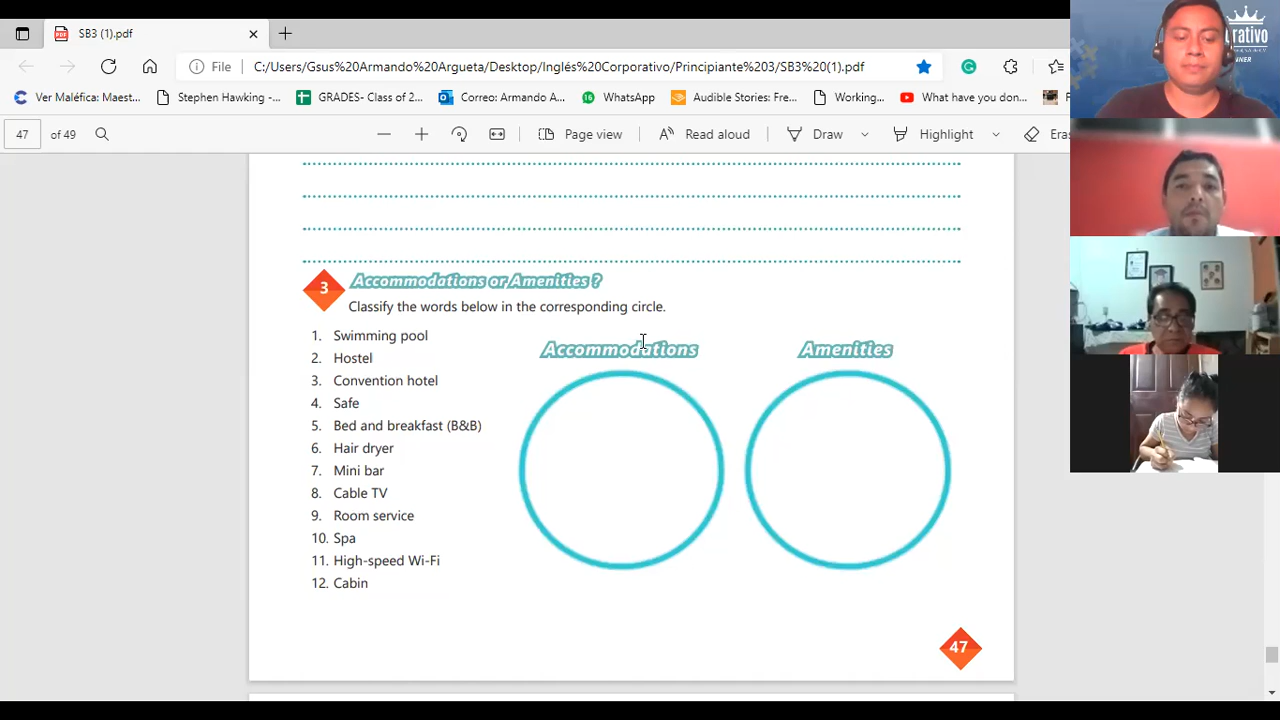 SB3 (1).pdf
File C:/Users/Gsus%20Armando%20Argueta/Desktop/Inglés%20Corporativo/Principiante%203/SB3%20(1).pdf
Ver Maléfica: Maest... Stephen Hawking -... GRADES- Class of 2... Correo: Armando A... 16 WhatsApp Audible Stories: Fre... Working... What have you don...
47 of 49 Page view Read aloud Draw Highlight Eras
rativo
NNER
3 Accommodations or Amenities ?
Classify the words below in the corresponding circle.
1. Swimming pool
2. Hostel
3. Convention hotel
4. Safe
5. Bed and breakfast (B&B)
6. Hair dryer
7. Mini bar
8. Cable TV
9. Room service
10. Spa
11. High-speed Wi-Fi
12. Cabin
Accommodations
Amenities
47